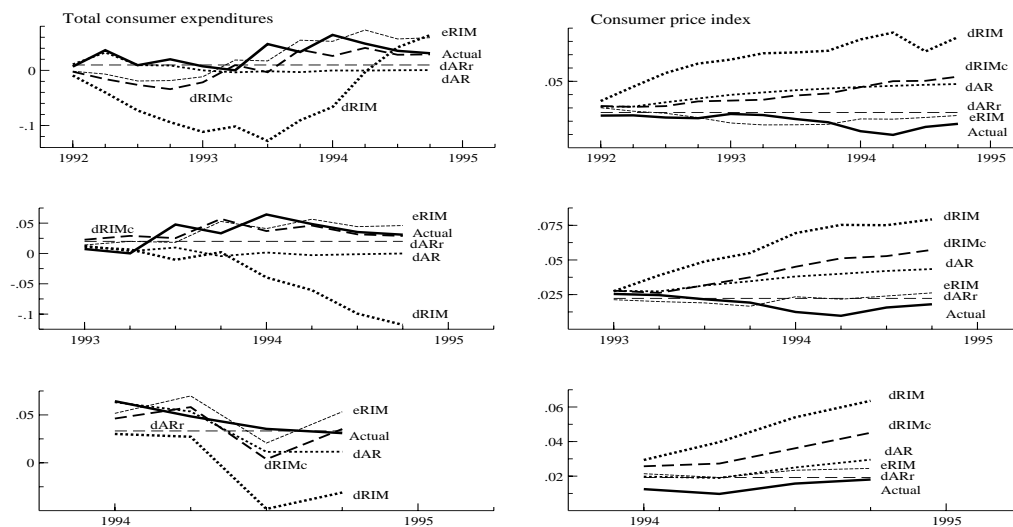 Total consumer expenditures
eRIM
Actual
dARr
dAR
dRIMc
dRIM
0
-.1
1992
1993
1994
1995
Consumer price index
dRIM
dRIMc
dAR
dARr
eRIM
Actual
.05
1992
1993
1994
1995
.05
0
-.05
-.1
dRIMc
eRIM
Actual
dARr
dAR
dRIM
1993
1994
1995
.075
.05
.025
dRIM
dRIMc
dAR
eRIM
dARr
Actual
1993
1994
1995
.05
0
dARr
eRIM
Actual
dAR
dRIMc
dRIM
1994
1995
.06
.04
.02
dRIM
dRIMc
dAR
eRIM
dARr
Actual
1994
1995